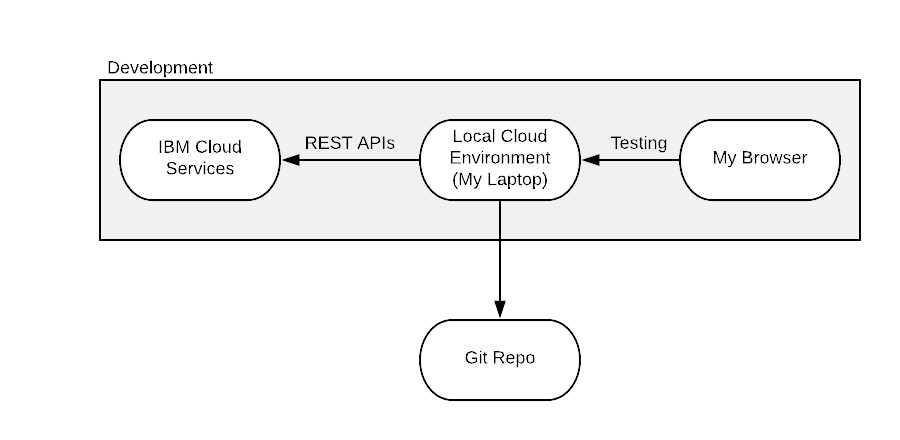 Development
IBM Cloud
Services
REST APIs
Local Cloud
Environment
(My Laptop)
Testing
My Browser
Git Repo